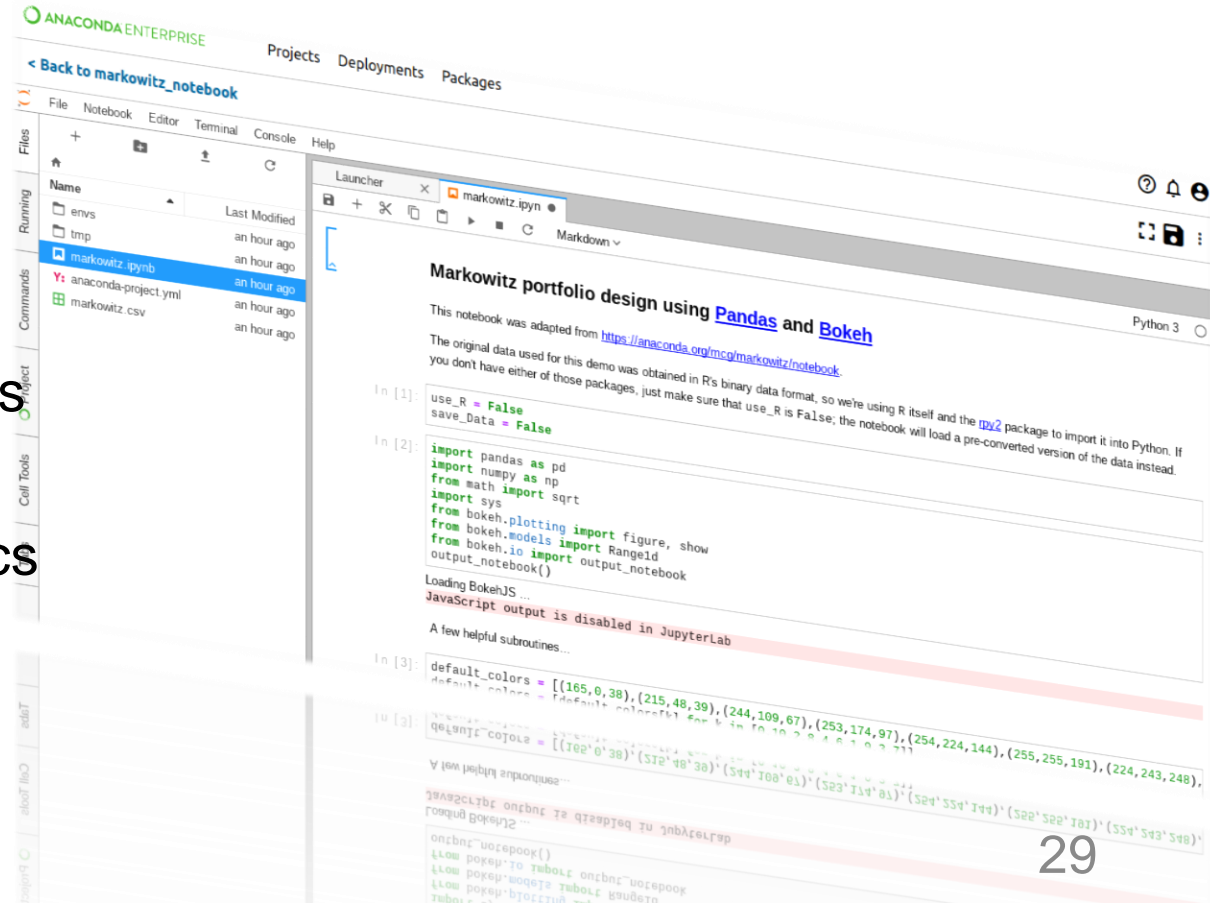 ANACONDA ENTERPRISE
Projects Deployments Packages
< Back to markowitz_notebook
File Notebook Editor Terminal Console Help
Files
Running
Commands
Project
Cell Tools
s
cs
Name Last Modified
envs an hour ago
tmp an hour ago
markowitz.ipynb an hour ago
anaconda-project.yml an hour ago
markowitz.csv an hour ago
Launcher
markowitz.ipyn
Markdown
Python 3
Markowitz portfolio design using Pandas and Bokeh
This notebook was adapted from https://anaconda.org/mcg/markowitz/notebook.
The original data used for this demo was obtained in R's binary data format, so we're using R itself and the rpy2 package to import it into Python. If
you don't have either of those packages, just make sure that use_R is False; the notebook will load a pre-converted version of the data instead.
In [1]:
use_R = False
save_Data = False
In [2]:
import pandas as pd
import numpy as np
from math import sqrt
import sys
from bokeh.plotting import figure, show
from bokeh.models import Range1d
from bokeh.io import output_notebook
output_notebook()
Loading BokehJS ...
JavaScript output is disabled in JupyterLab
A few helpful subroutines...
In [3]:
default_colors = [(165,0,38),(215,48,39),(244,109,67),(253,174,97),(254,224,144),(255,255,191),(224,243,248),
29